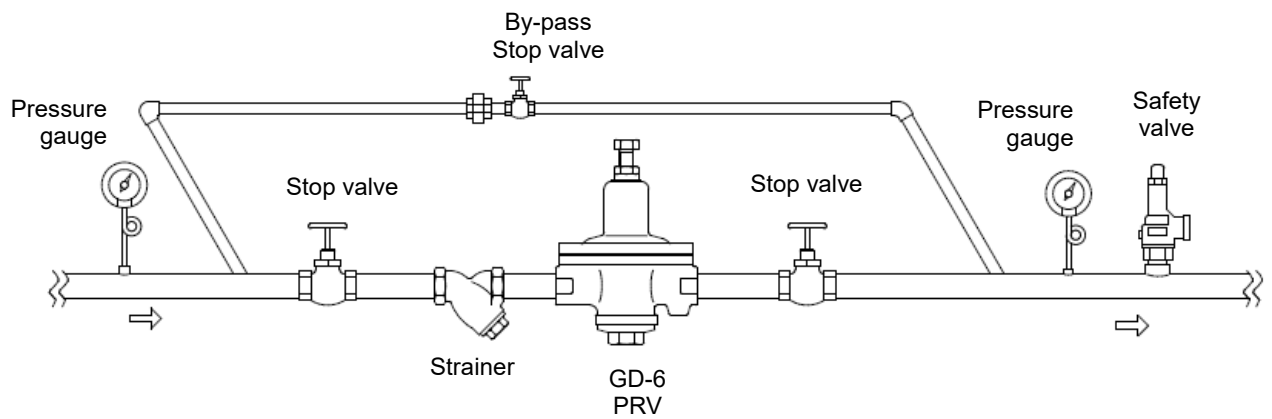 By-pass
Stop valve
Pressure
gauge
Pressure
gauge
Safety
valve
Stop valve
Stop valve
Strainer
GD-6
PRV